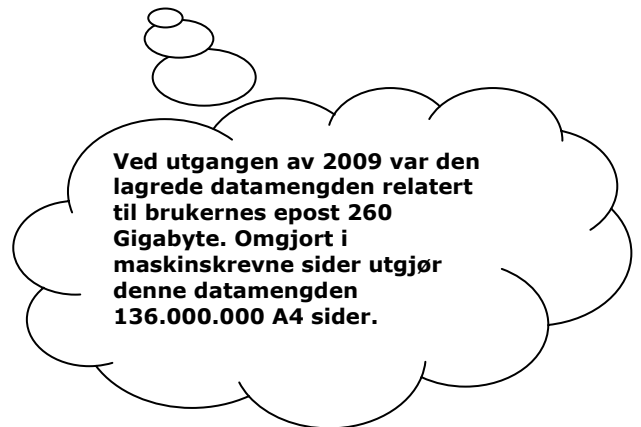 Ved utgangen av 2009 var den
lagrede datamengden relatert
til brukernes epost 260
Gigabyte. Omgjort i
maskinskrevne sider utgjør
denne datamengden
136.000.000 A4 sider.